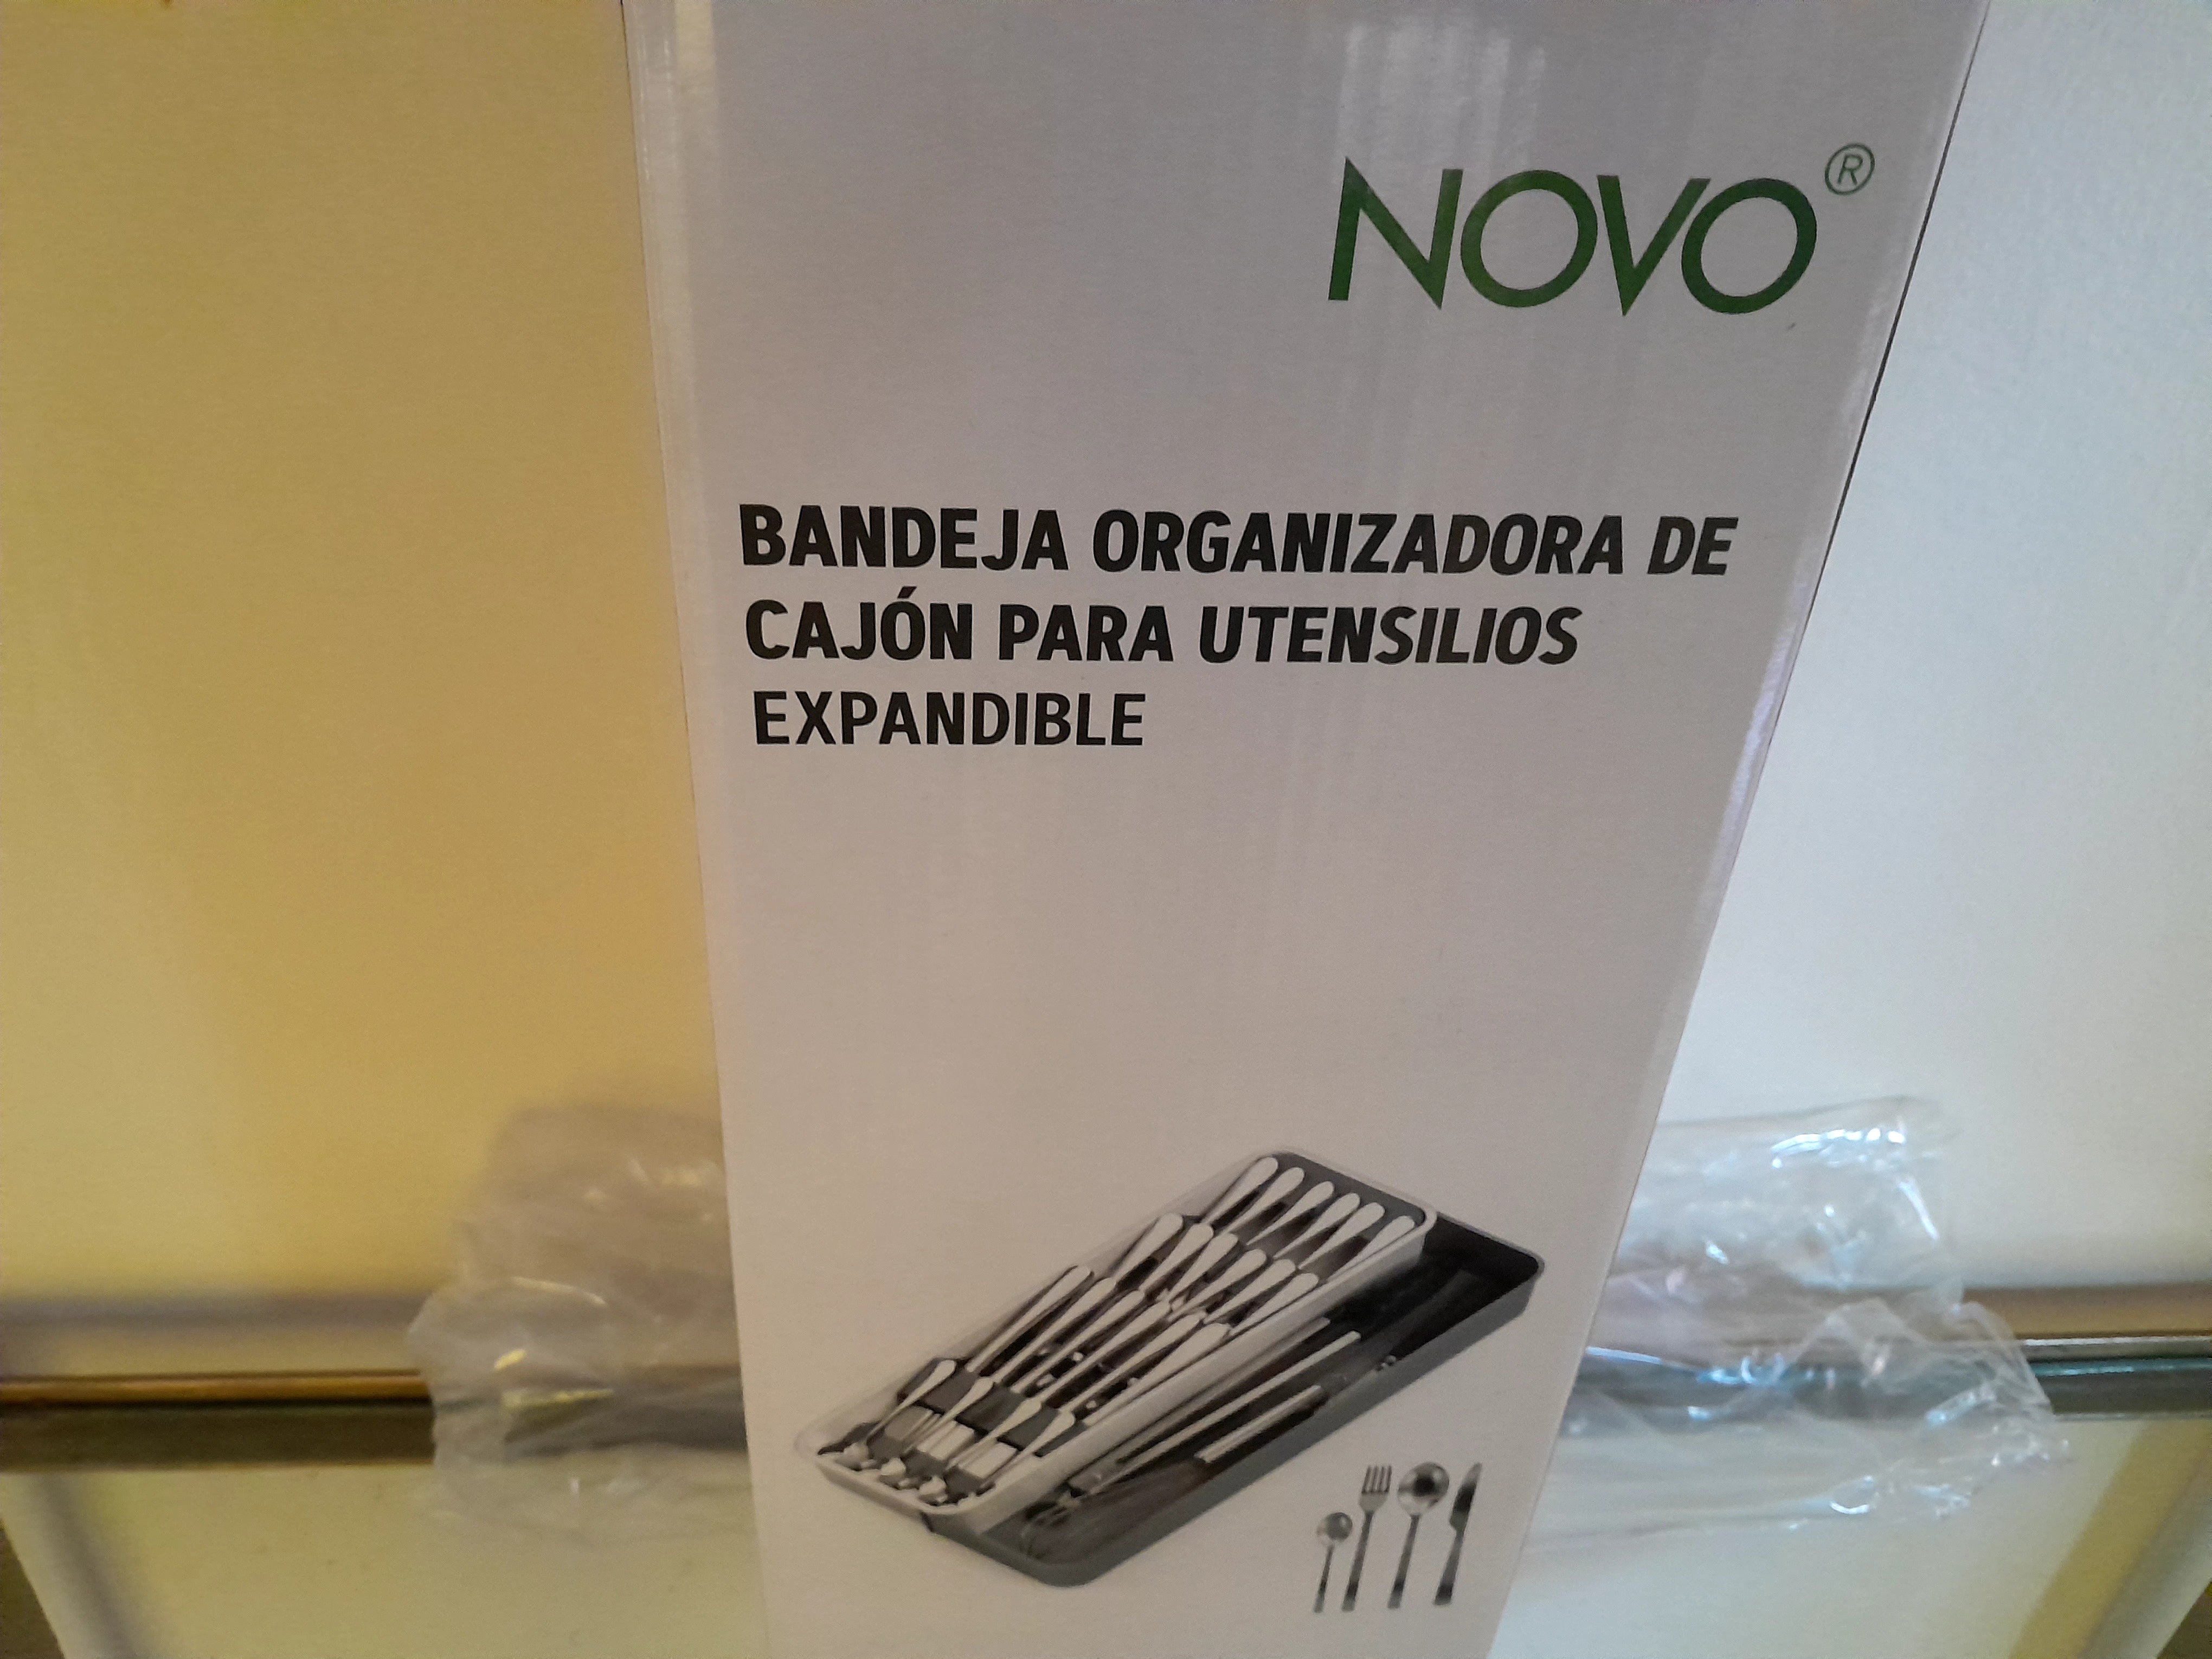 NOVO®
BANDEJA ORGANIZADORA DE
CAJÓN PARA UTENSILIOS
EXPANDIBLE